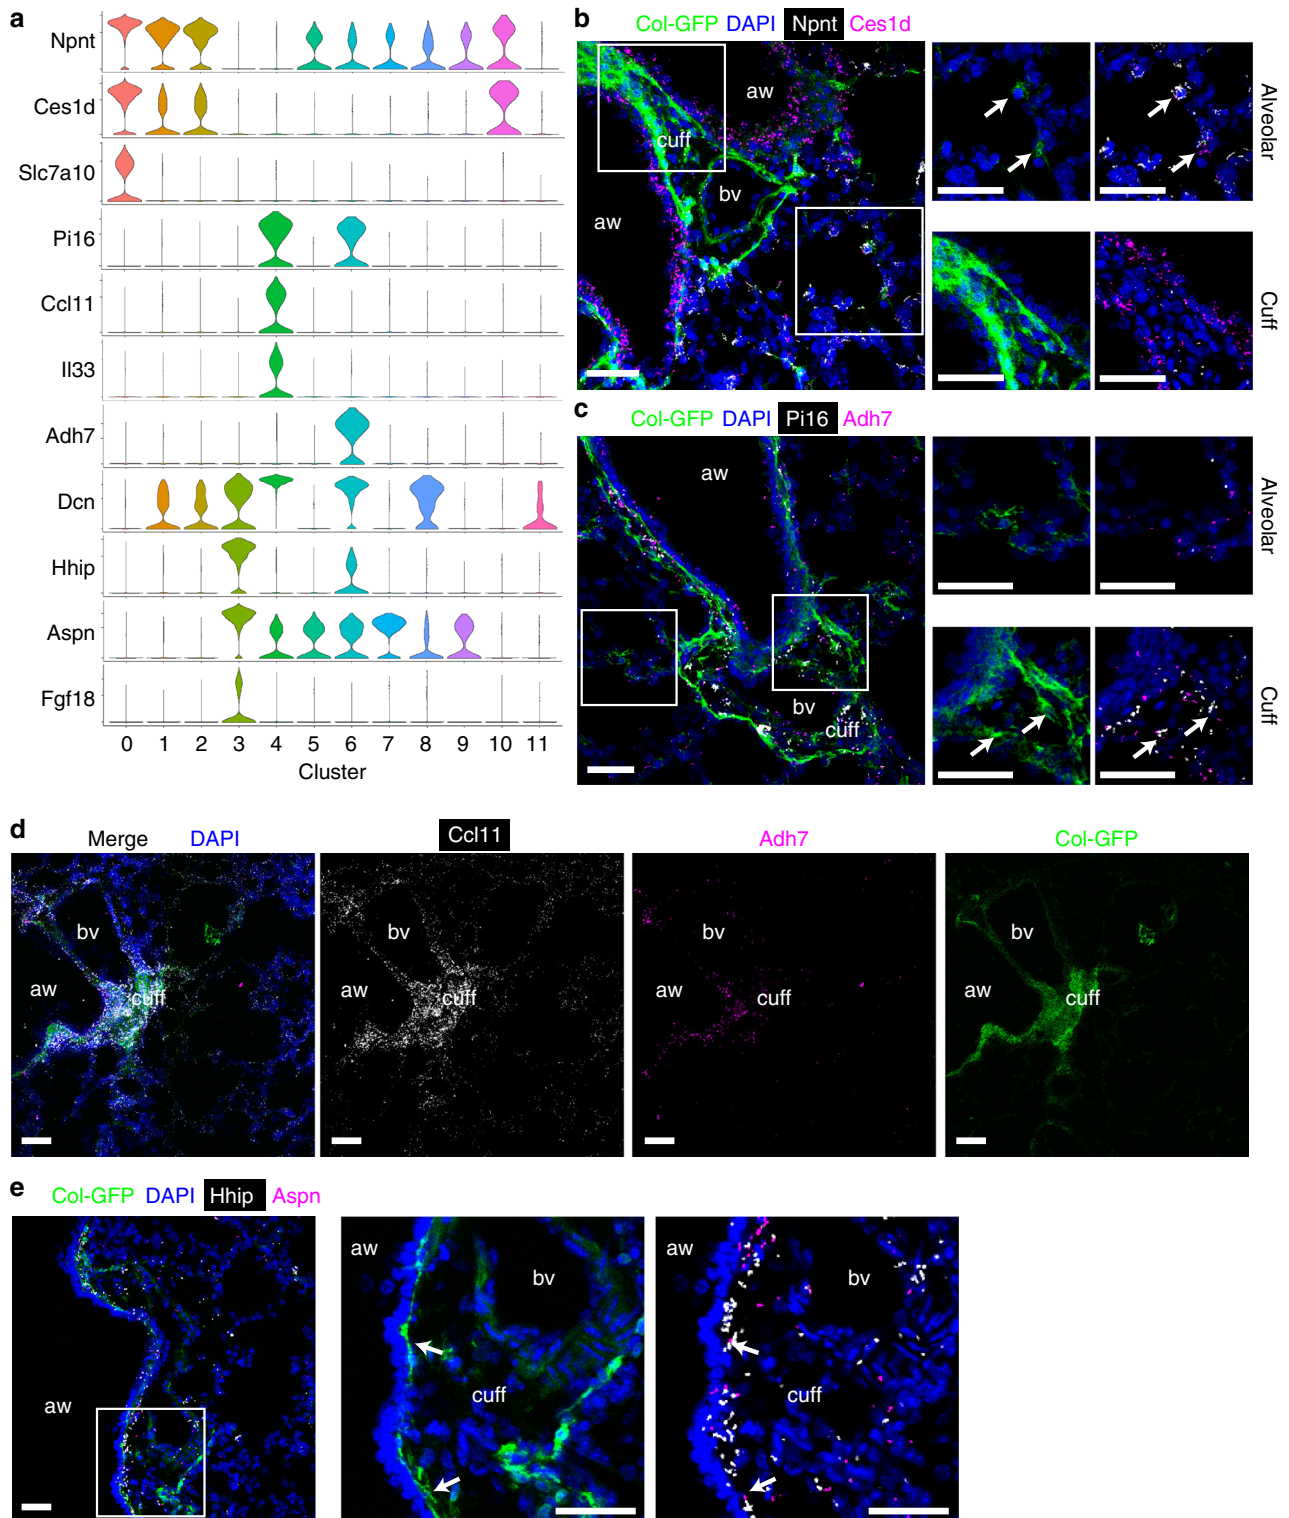 a
Npnt
Ces1d
Slc7a10
Pi16
Ccl11
Il33
Adh7
Dcn
Hhip
Aspn
Fgf18
0 1 2 3 4 5 6 7 8 9 10 11
Cluster
b
Col-GFP DAPI Npnt Ces1d
aw
cuff
bv
aw
Alveolar
Cuff
c
Col-GFP DAPI Pi16 Adh7
aw
bv
cuff
Alveolar
Cuff
d
Merge DAPI Ccl11 Adh7 Col-GFP
bv
aw
cuff
bv
aw
cuff
bv
aw
cuff
bv
aw
cuff
e
Col-GFP DAPI Hhip Aspn
aw
aw
bv
cuff
aw
bv
cuff